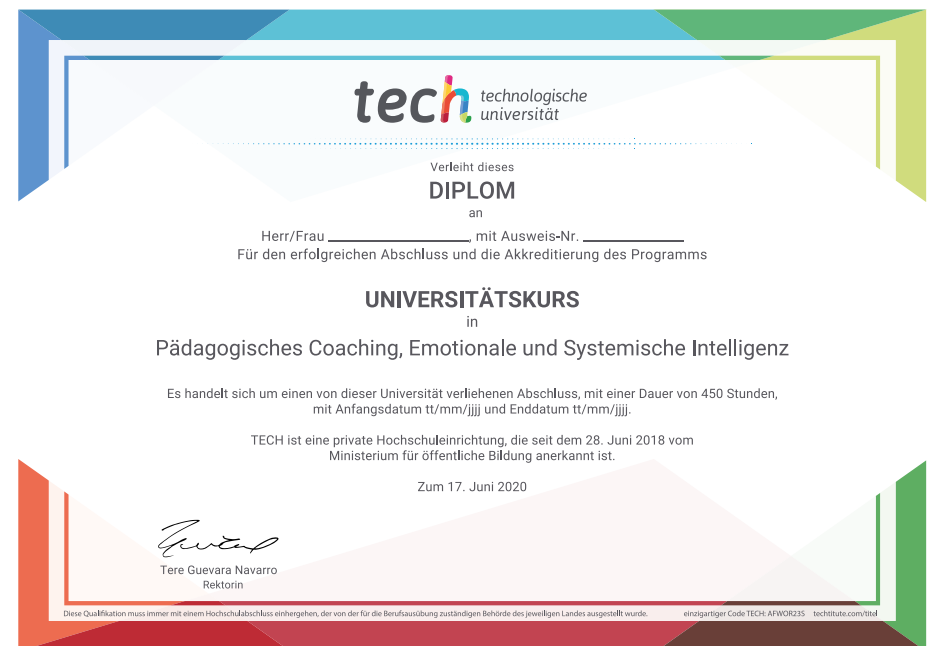 tech technologische
universität
Verleiht dieses
DIPLOM
an
Herr/Frau ____________________, mit Ausweis-Nr. ______________
Für den erfolgreichen Abschluss und die Akkreditierung des Programms
UNIVERSITÄTSKURS
in
Pädagogisches Coaching, Emotionale und Systemische Intelligenz
Es handelt sich um einen von dieser Universität verliehenen Abschluss, mit einer Dauer von 450 Stunden,
mit Anfangsdatum tt/mm/jjjj und Enddatum tt/mm/jjjj.
TECH ist eine private Hochschuleinrichtung, die seit dem 28. Juni 2018 vom
Ministerium für öffentliche Bildung anerkannt ist.
Zum 17. Juni 2020
Tere Guevara Navarro
Rektorin
Diese Qualifikation muss immer mit einem Hochschulabschluss einhergehen, der von der für die Berufsausübung zuständigen Behörde des jeweiligen Landes ausgestellt wurde. einzigartiger Code TECH: AFWOR23S techtitute.com/titel